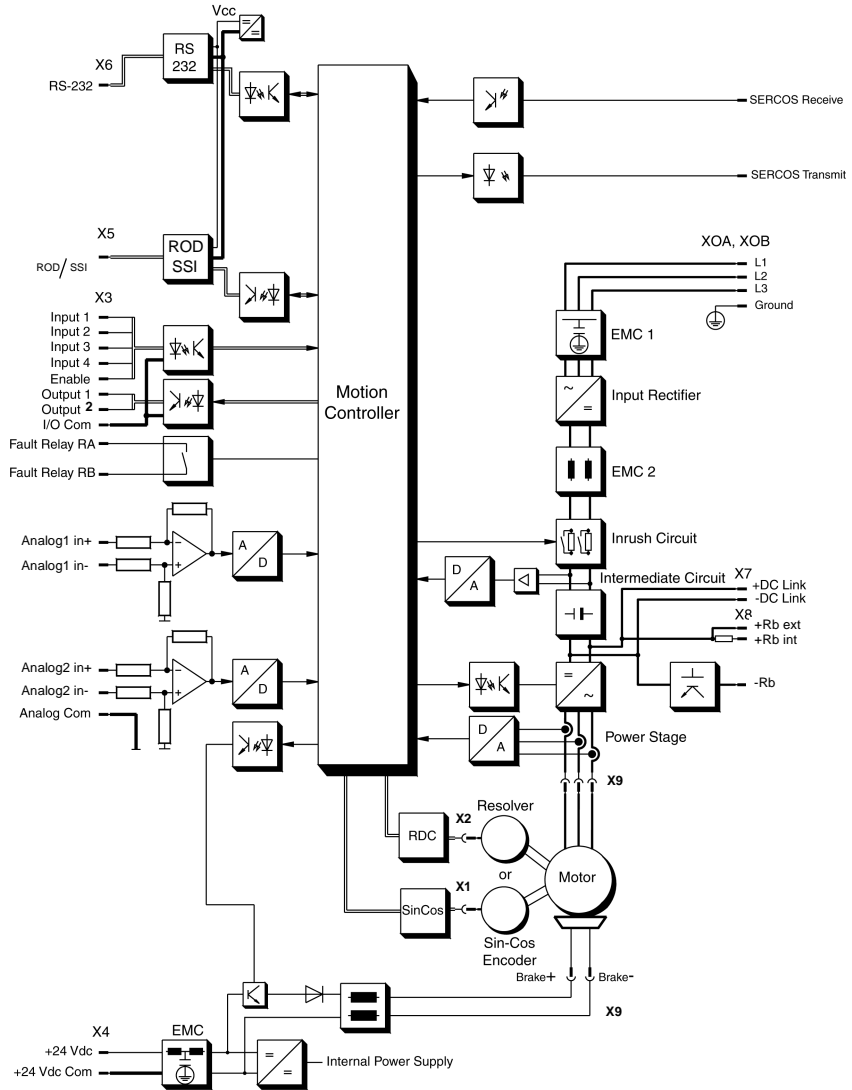 Vcc
X6
RS 232
RS-232
SERCOS Receive
SERCOS Transmit
X5
ROD SSI
ROD/SSI
XOA, XOB
L1
L2
L3
Ground
X3
Input 1
Input 2
Input 3
Input 4
Enable
Output 1
Output 2
I/O Com
Fault Relay RA
Fault Relay RB
Motion
Controller
EMC 1
~
=
Input Rectifier
EMC 2
Inrush Circuit
Analog1 in+
Analog1 in-
−
+
A
D
D
A
Intermediate Circuit
X7
+DC Link
-DC Link
X8
+Rb ext
+Rb int
-Rb
Analog2 in+
Analog2 in-
Analog Com
−
+
A
D
=
~
D
A
Power Stage
X9
Resolver
X2
RDC
or
Motor
X1
SinCos
Sin-Cos
Encoder
Brake+
Brake-
X9
X4
EMC
+24 Vdc
+24 Vdc Com
=
=
Internal Power Supply